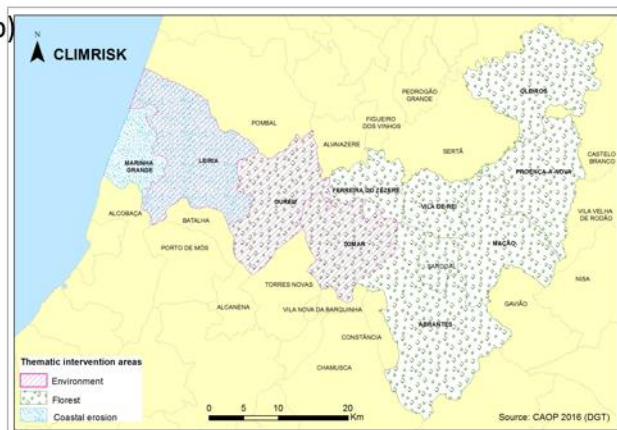 b)
N
CLIMRISK
OLEIROS
PEDROGÃO
GRANDE
FIGUEIRO
DOS VINHOS
POMBAL
ALVAIAZERE
SERTÃ
CASTELO
BRANCO
MARINHA
GRANDE
LEIRIA
PROENÇA-A-NOVA
FERREIRA DO ZÊZERE
OURÉM
VILA DE REI
VILA VELHA
DE RODÃO
ALCOBAÇA
BATALHA
TOMAR
MAÇÃO
PORTO DE MÓS
SARDOAL
NISA
TORRES NOVAS
ALCANENA
VILA NOVA DA BARQUINHA
GAVIÃO
ABRANTES
CONSTÂNCIA
CHAMUSCA
Thematic intervention areas
Environment
Florest
Coastal erosion
0 10 20
Km
Source: CAOP 2016 (DGT)